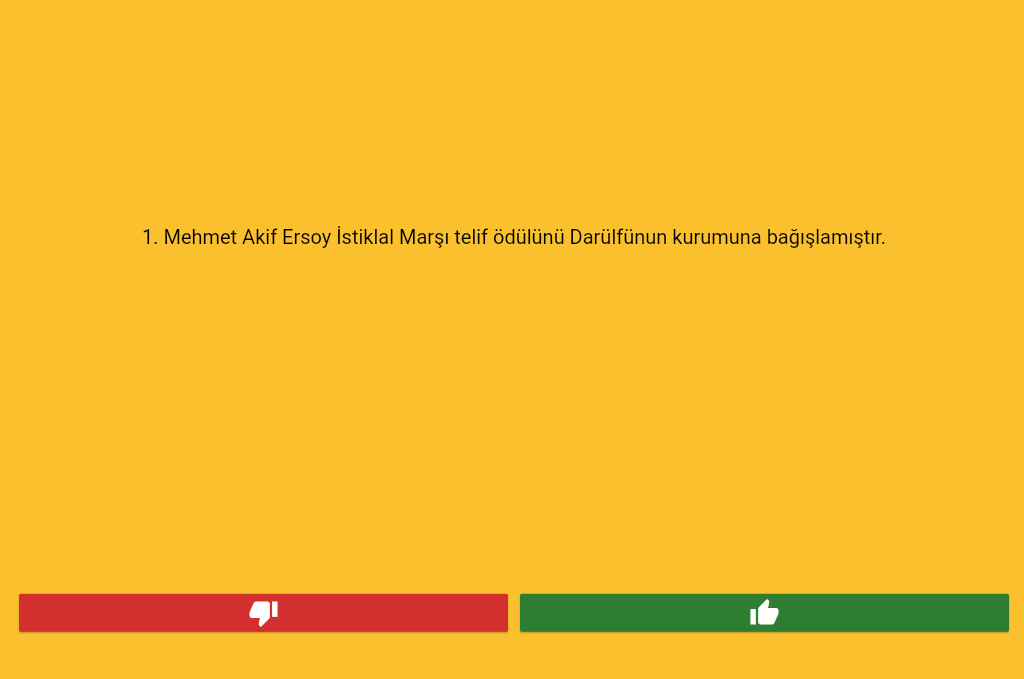 1. Mehmet Akif Ersoy İstiklal Marşı telif ödülünü Darülfünun kurumuna bağışlamıştır.